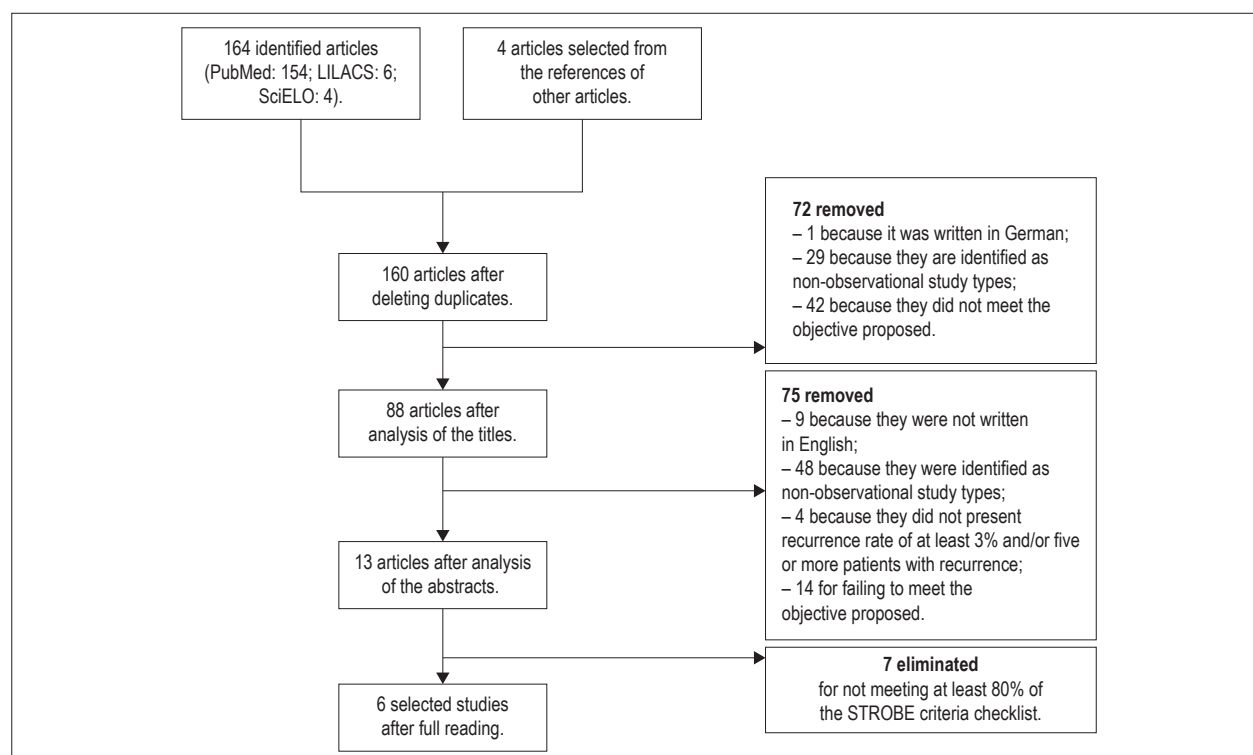 164 identified articles
(PubMed: 154; LILACS: 6;
SciELO: 4).
4 articles selected from
the references of
other articles.
160 articles after
deleting duplicates.
72 removed
– 1 because it was written in German;
– 29 because they are identified as
non-observational study types;
– 42 because they did not meet the
objective proposed.
88 articles after
analysis of the titles.
75 removed
– 9 because they were not written
in English;
– 48 because they were identified as
non-observational study types;
– 4 because they did not present
recurrence rate of at least 3% and/or five
or more patients with recurrence;
– 14 for failing to meet the
objective proposed.
13 articles after analysis
of the abstracts.
7 eliminated
for not meeting at least 80% of
the STROBE criteria checklist.
6 selected studies
after full reading.